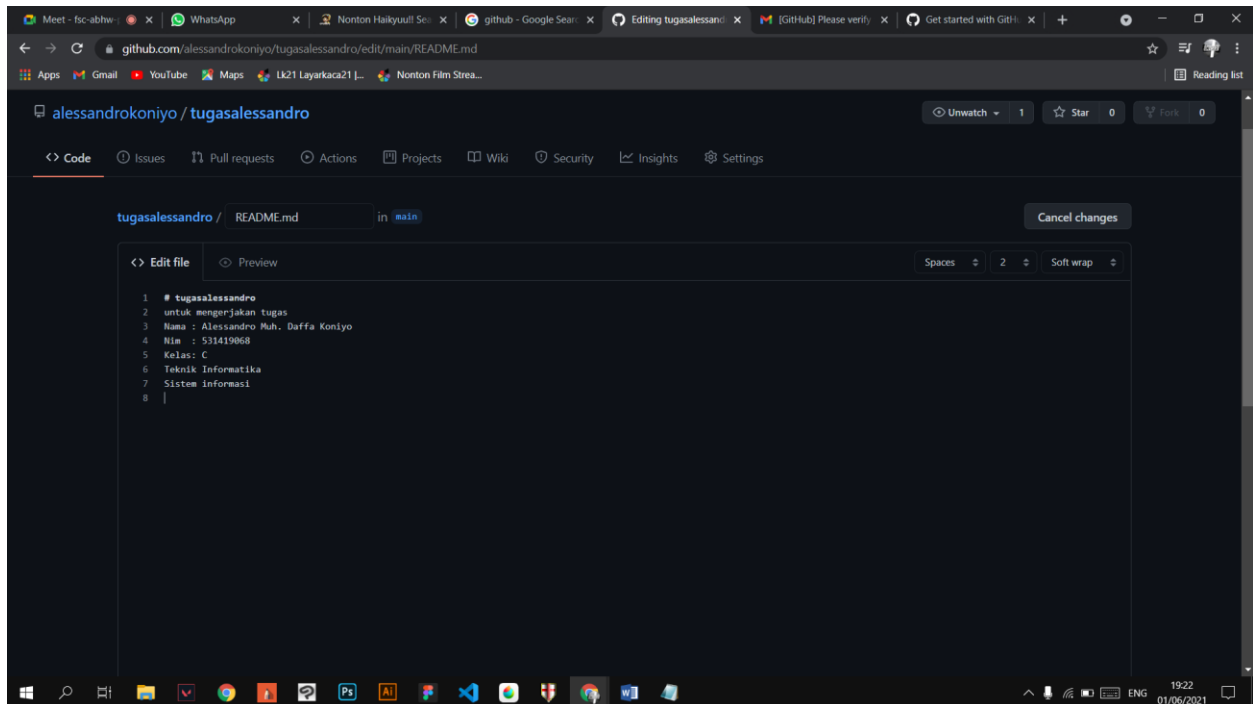 Meet - fsc-abhw-
WhatsApp
Nonton Haikyuu!! Sea
github - Google Searc
Editing tugasalessand
[GitHub] Please verify
Get started with GitH
github.com/alessandrokoniyo/tugasalessandro/edit/main/README.md
Apps Gmail YouTube Maps Lk21 Layarkaca21 |... Nonton Film Strea... Reading list
alessandrokoniyo / tugasalessandro Unwatch 1 Star 0 Fork 0
<> Code Issues Pull requests Actions Projects Wiki Security Insights Settings
tugasalessandro / README.md in main Cancel changes
<> Edit file Preview Spaces 2 Soft wrap
1 # tugasalessandro
2 untuk mengerjakan tugas
3 Nama : Alessandro Muh. Daffa Koniyo
4 Nim : 531419068
5 Kelas: C
6 Teknik Informatika
7 Sistem informasi
8
Ps Ai ENG 19:22
01/06/2021